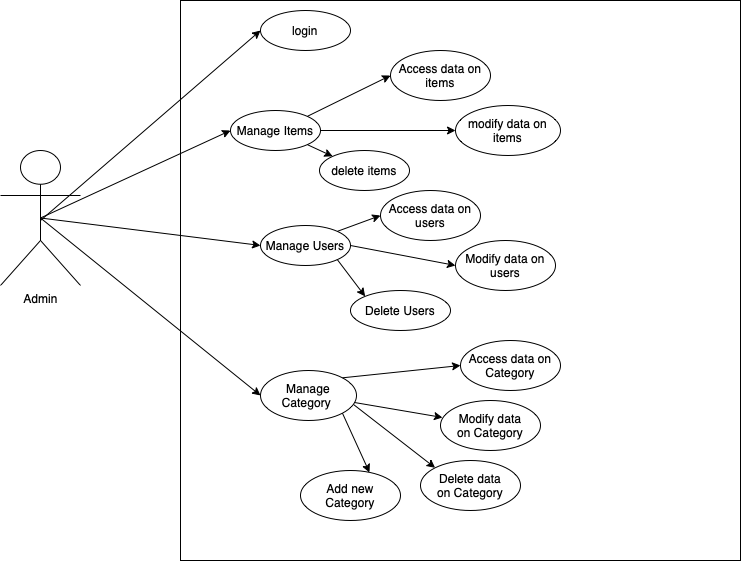 login
Access data on
items
Manage Items
modify data on
items
delete items
Access data on
users
Manage Users
Modify data on
users
Admin
Delete Users
Access data on
Category
Manage
Category
Modify data
on Category
Delete data
on Category
Add new
Category